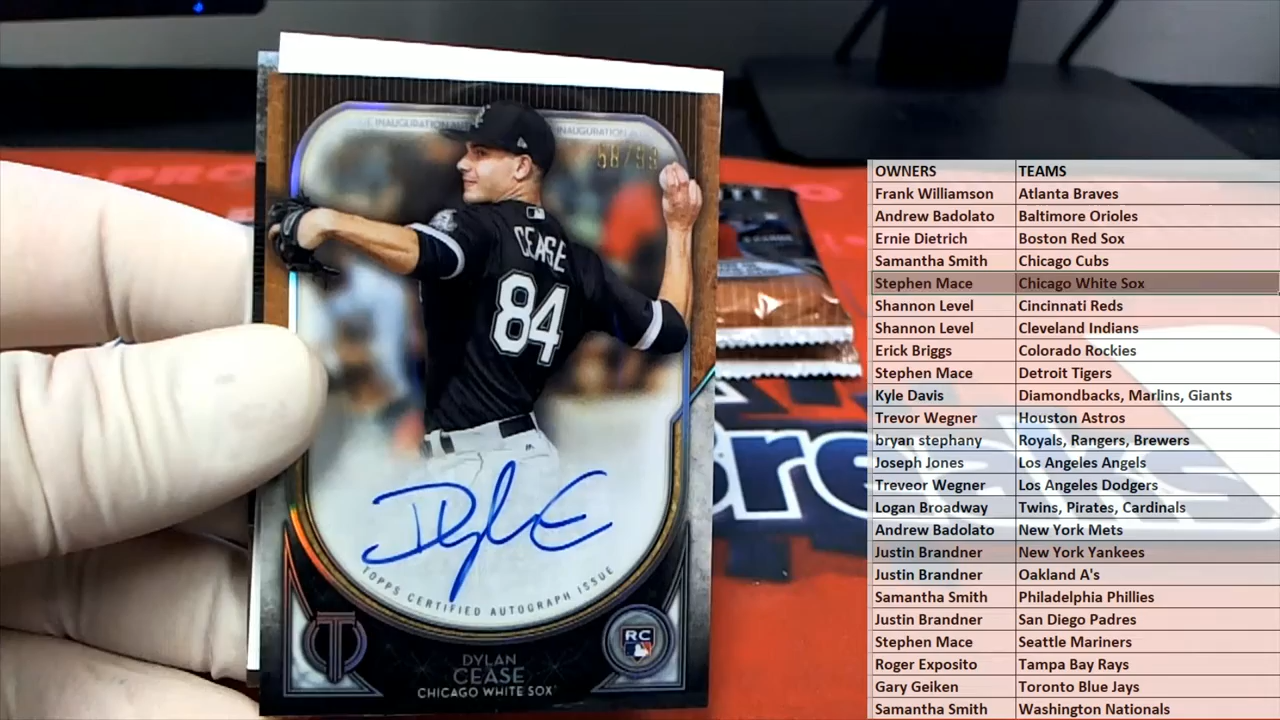 INAUGURATION
INAUGURATION
CEASE
84
TOPPS CERTIFIED AUTOGRAPH ISSUE
T
RC
DYLAN
CEASE
CHICAGO WHITE SOX
OWNERS TEAMS
Frank Williamson Atlanta Braves
Andrew Badolato Baltimore Orioles
Ernie Dietrich Boston Red Sox
Samantha Smith Chicago Cubs
Stephen Mace Chicago White Sox
Shannon Level Cincinnati Reds
Shannon Level Cleveland Indians
Erick Briggs Colorado Rockies
Stephen Mace Detroit Tigers
Kyle Davis Diamondbacks, Marlins, Giants
Trevor Wegner Houston Astros
bryan stephany Royals, Rangers, Brewers
Joseph Jones Los Angeles Angels
Treveor Wegner Los Angeles Dodgers
Logan Broadway Twins, Pirates, Cardinals
Andrew Badolato New York Mets
Justin Brandner New York Yankees
Justin Brandner Oakland A's
Samantha Smith Philadelphia Phillies
Justin Brandner San Diego Padres
Stephen Mace Seattle Mariners
Roger Exposito Tampa Bay Rays
Gary Geiken Toronto Blue Jays
Samantha Smith Washington Nationals